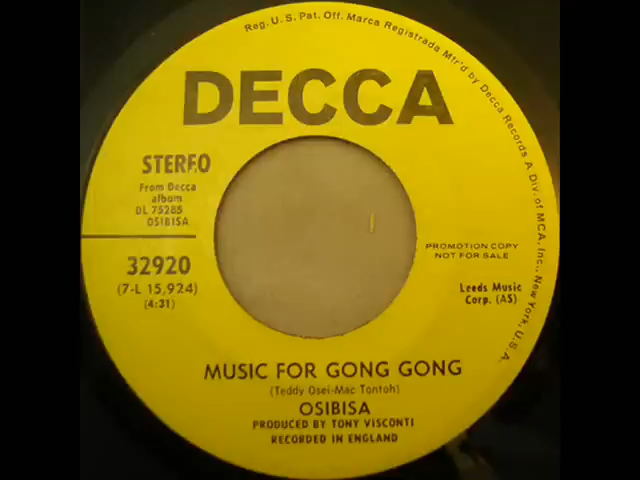 Reg. U.S. Pat. Off. Marca Registrada Mfr'd by Decca Records A Div. of MCA, Inc., New York, U.S.A.
DECCA
STEREO
From Decca
album
DL 75285
OSIBISA
32920
(7-L 15,924)
(4:31)
PROMOTION COPY
NOT FOR SALE
Leeds Music
Corp. (AS)
MUSIC FOR GONG GONG
(Teddy Osei-Mac Tontoh)
OSIBISA
PRODUCED BY TONY VISCONTI
RECORDED IN ENGLAND